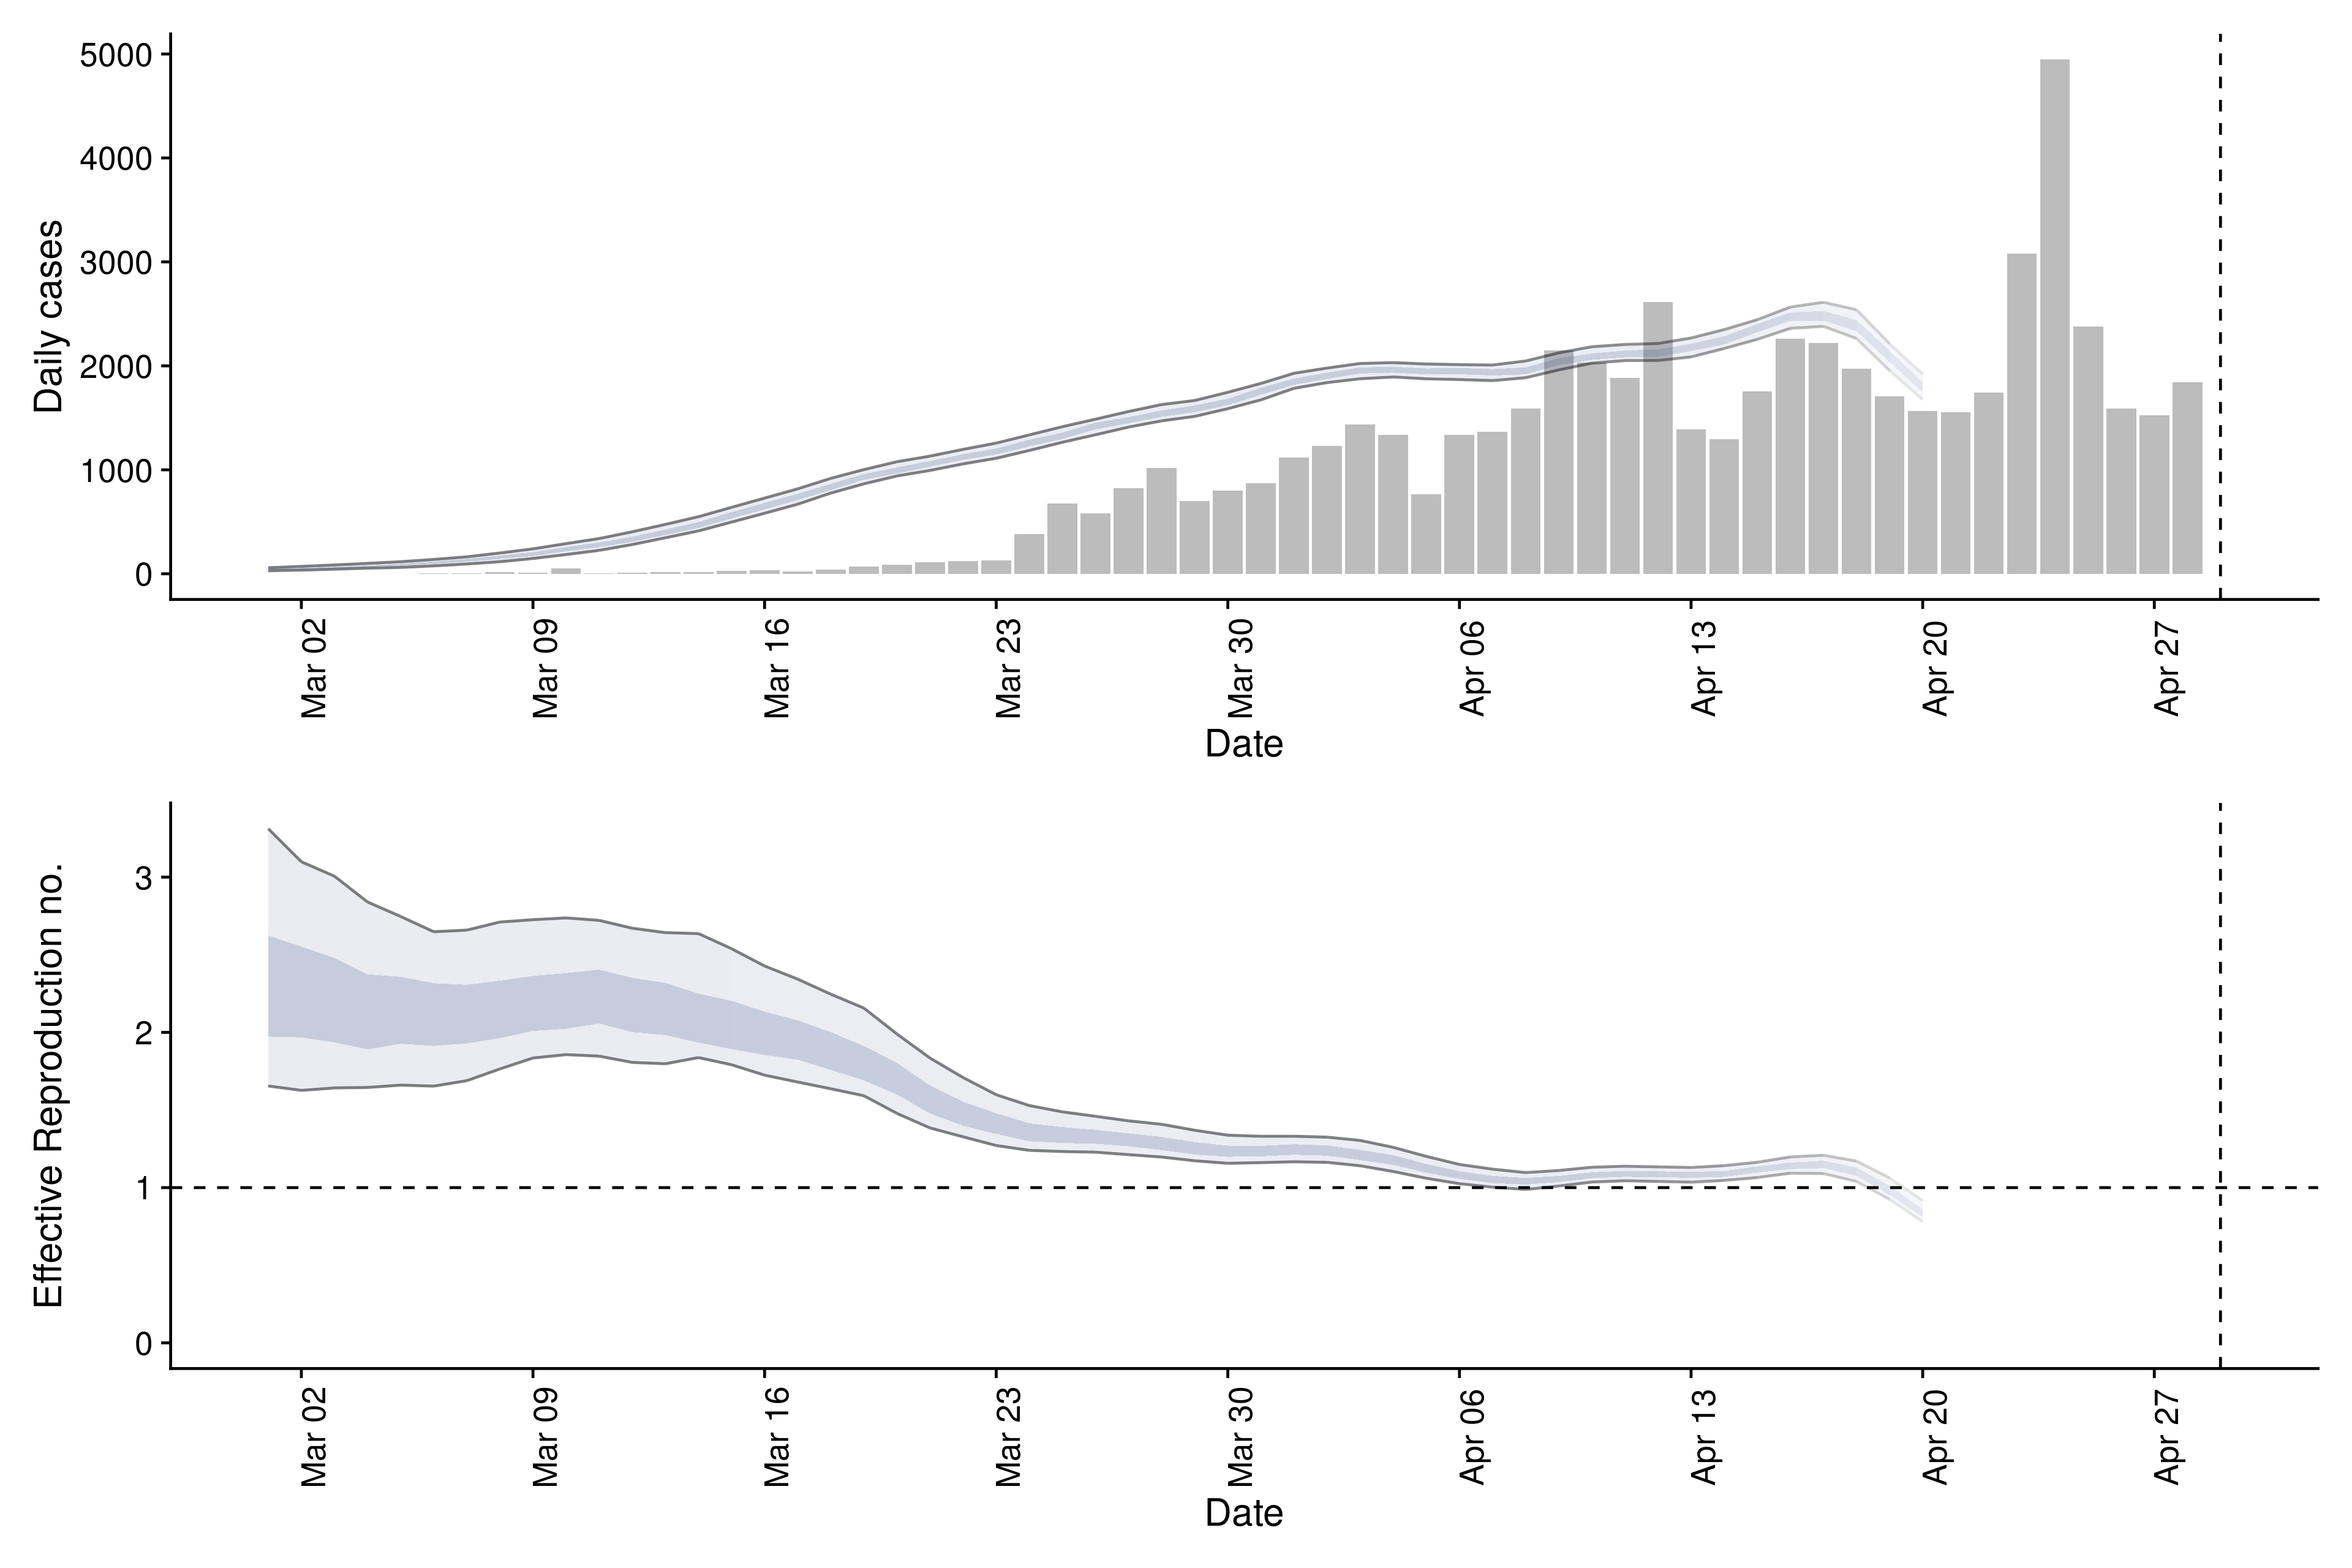 5000
4000
3000
2000
1000
0
Daily cases
Mar 02
Mar 09
Mar 16
Mar 23
Mar 30
Apr 06
Apr 13
Apr 20
Apr 27
Date
3
2
1
0
Effective Reproduction no.
Mar 02
Mar 09
Mar 16
Mar 23
Mar 30
Apr 06
Apr 13
Apr 20
Apr 27
Date